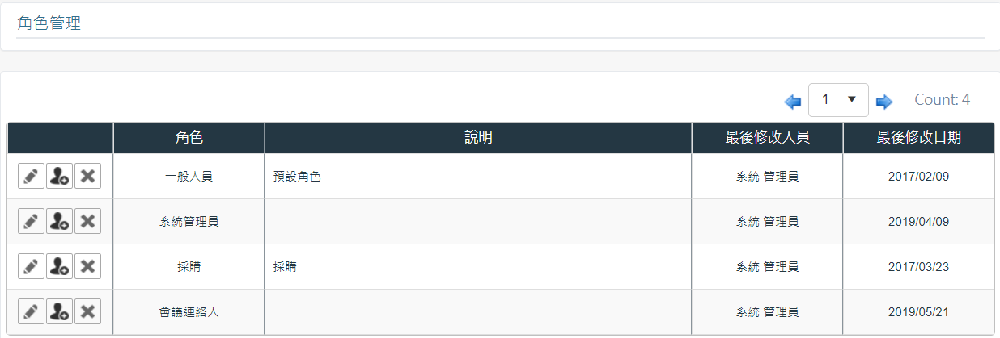 角色管理
1 Count: 4
角色 說明 最後修改人員 最後修改日期
一般人員 預設角色 系統 管理員 2017/02/09
系統管理員 系統 管理員 2019/04/09
採購 採購 系統 管理員 2017/03/23
會議連絡人 系統 管理員 2019/05/21